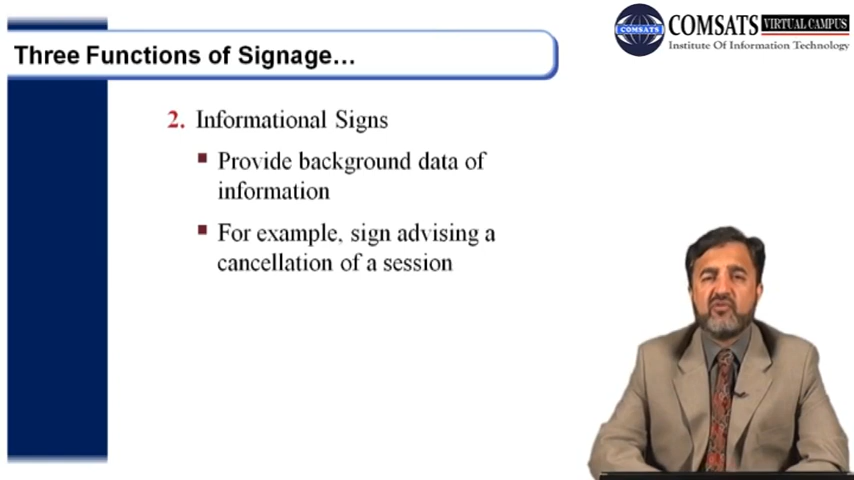 COMSATS VIRTUAL CAMPUS
COMSATS
Institute Of Information Technology
Three Functions of Signage...
2. Informational Signs
Provide background data of
information
For example, sign advising a
cancellation of a session